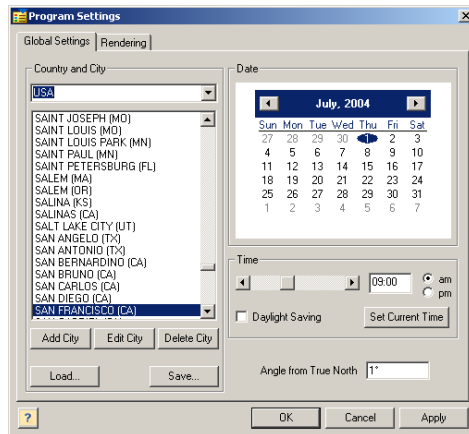 Program Settings
Global Settings
Rendering
Country and City
USA
SAINT JOSEPH (MO)
SAINT LOUIS (MO)
SAINT LOUIS PARK (MN)
SAINT PAUL (MN)
SAINT PETERSBURG (FL)
SALEM (MA)
SALEM (OR)
SALINA (KS)
SALINAS (CA)
SALT LAKE CITY (UT)
SAN ANGELO (TX)
SAN ANTONIO (TX)
SAN BERNARDINO (CA)
SAN BRUNO (CA)
SAN CARLOS (CA)
SAN DIEGO (CA)
SAN FRANCISCO (CA)
Add City
Edit City
Delete City
Load...
Save...
Date
July, 2004
Sun Mon Tue Wed Thu Fri Sat
27 28 29 30 1 2 3
4 5 6 7 8 9 10
11 12 13 14 15 16 17
18 19 20 21 22 23 24
25 26 27 28 29 30 31
1 2 3 4 5 6 7
Time
09:00
am
pm
Daylight Saving
Set Current Time
Angle from True North
1°
?
OK
Cancel
Apply